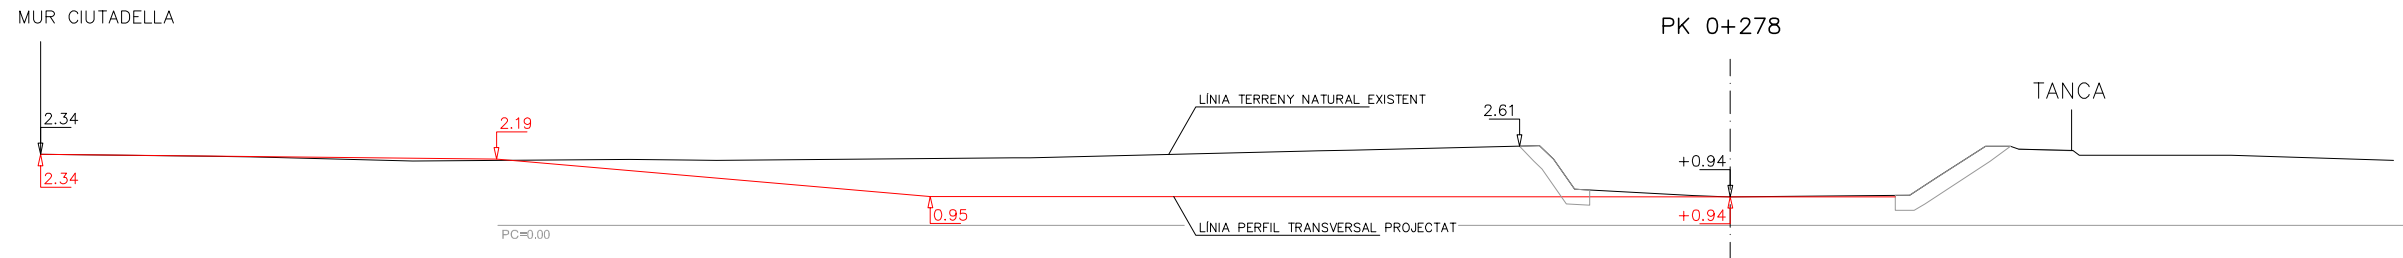 MUR CIUTADELLA
PK 0+278
TANCA
LÍNIA TERRENY NATURAL EXISTENT
2.61
2.34
2.19
+0.94
2.34
0.95
+0.94
LÍNIA PERFIL TRANSVERSAL PROJECTAT
PC=0.00